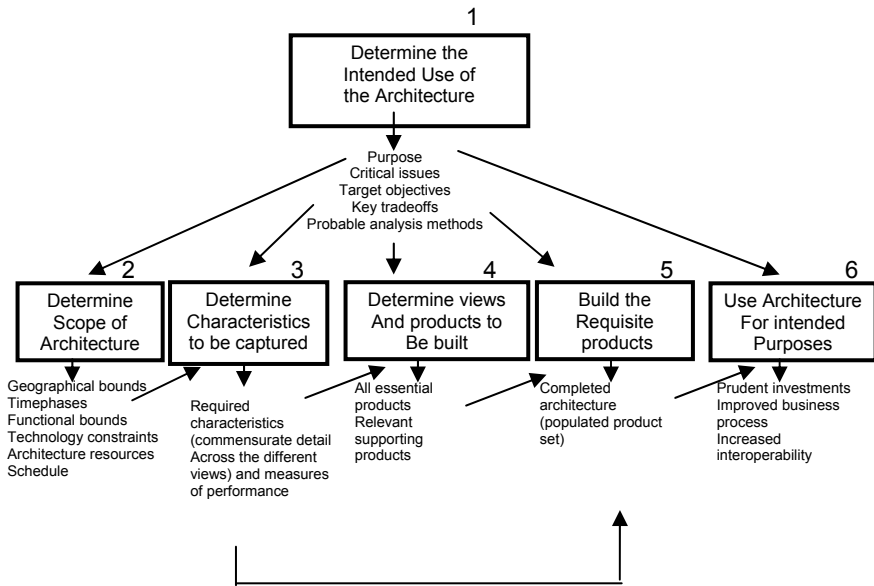 1
Determine the
Intended Use of
the Architecture
Purpose
Critical issues
Target objectives
Key tradeoffs
Probable analysis methods
2
Determine
Scope of
Architecture
Geographical bounds
Timephases
Functional bounds
Technology constraints
Architecture resources
Schedule
3
Determine
Characteristics
to be captured
Required
characteristics
(commensurate detail
Across the different
views) and measures
of performance
4
Determine views
And products to
Be built
All essential
products
Relevant
supporting
products
5
Build the
Requisite
products
Completed
architecture
(populated product
set)
6
Use Architecture
For intended
Purposes
Prudent investments
Improved business
process
Increased
interoperability